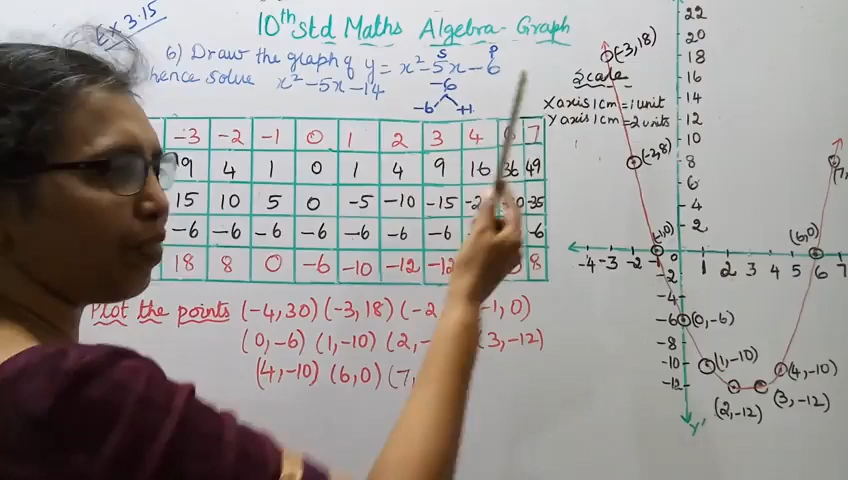 Ex 3.15
10th std Maths Algebra - Graph
6) Draw the graph of y = x² - 5x - 6
S P
hence solve x² - 5x - 14
-6
-6 +1
-3 -2 -1 0 1 2 3 4 7
9 4 1 0 1 4 9 16 36 49
15 10 5 0 -5 -10 -15 -35
-6 -6 -6 -6 -6 -6 -6 -6
18 8 0 -6 -10 -12 -12 8
Plot the points (-4,30) (-3,18) (-2 -1,0)
(0,-6) (1,-10) (2,- (3,-12)
(4,-10) (6,0) (7,
Scale
X axis 1cm = 1 unit
Y axis 1cm = 2 units
22
20
18
16
14
12
10
8
6
4
2
-4 -3 -2 -1 0 1 2 3 4 5 6 7
-2
-4
-6
-8
-10
-12
Y'
(-3,18)
(-2,8)
(-1,0)
(6,0)
(7,
(0,-6)
(1,-10)
(4,-10)
(2,-12)
(3,-12)